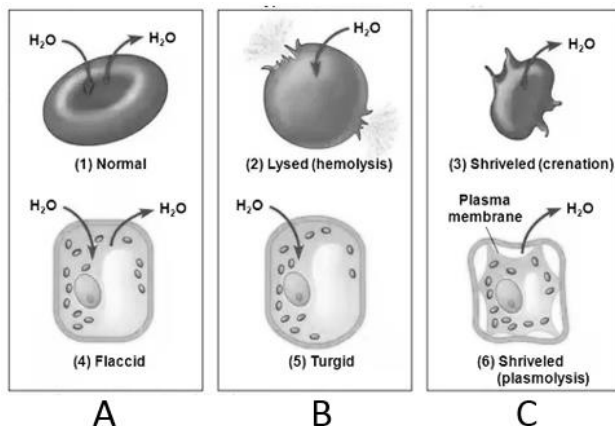 H₂O
H₂O
(1) Normal
H₂O
H₂O
(4) Flaccid
A
H₂O
(2) Lysed (hemolysis)
H₂O
(5) Turgid
B
H₂O
(3) Shriveled (crenation)
Plasma
membrane
H₂O
(6) Shriveled
(plasmolysis)
C